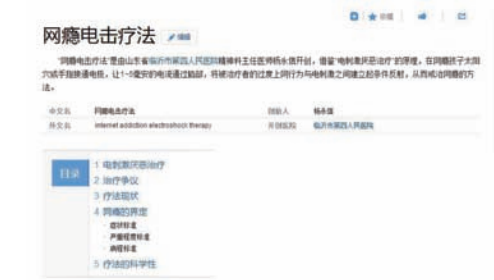 网瘾电击疗法 编辑
收藏
"网瘾电击疗法"是由山东省临沂市第四人民医院精神科主任医师杨永信开创，借鉴"电刺激厌恶治疗"的原理，在网瘾孩子太阳
穴或手指接通电极，让1~5毫安的电流通过脑部，将被治疗者的过度上网行为与电刺激之间建立起条件反射，从而戒治网瘾的方
法。
中文名 网瘾电击疗法 创始人 杨永信
外文名 internet addiction electroshock therapy 开创医院 临沂市第四人民医院
目录
1 电刺激厌恶治疗
2 治疗争议
3 疗法现状
4 网瘾的界定
· 症状标准
· 严重程度标准
· 病程标准
5 疗法的科学性